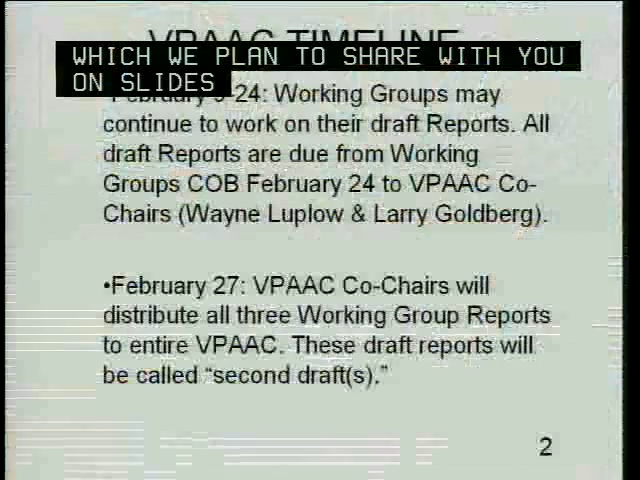 VPAAC TIMELINE
WHICH WE PLAN TO SHARE WITH YOU
ON SLIDES
-24: Working Groups may
continue to work on their draft Reports. All
draft Reports are due from Working
Groups COB February 24 to VPAAC Co-
Chairs (Wayne Luplow & Larry Goldberg).
•February 27: VPAAC Co-Chairs will
distribute all three Working Group Reports
to entire VPAAC. These draft reports will
be called “second draft(s).”
2